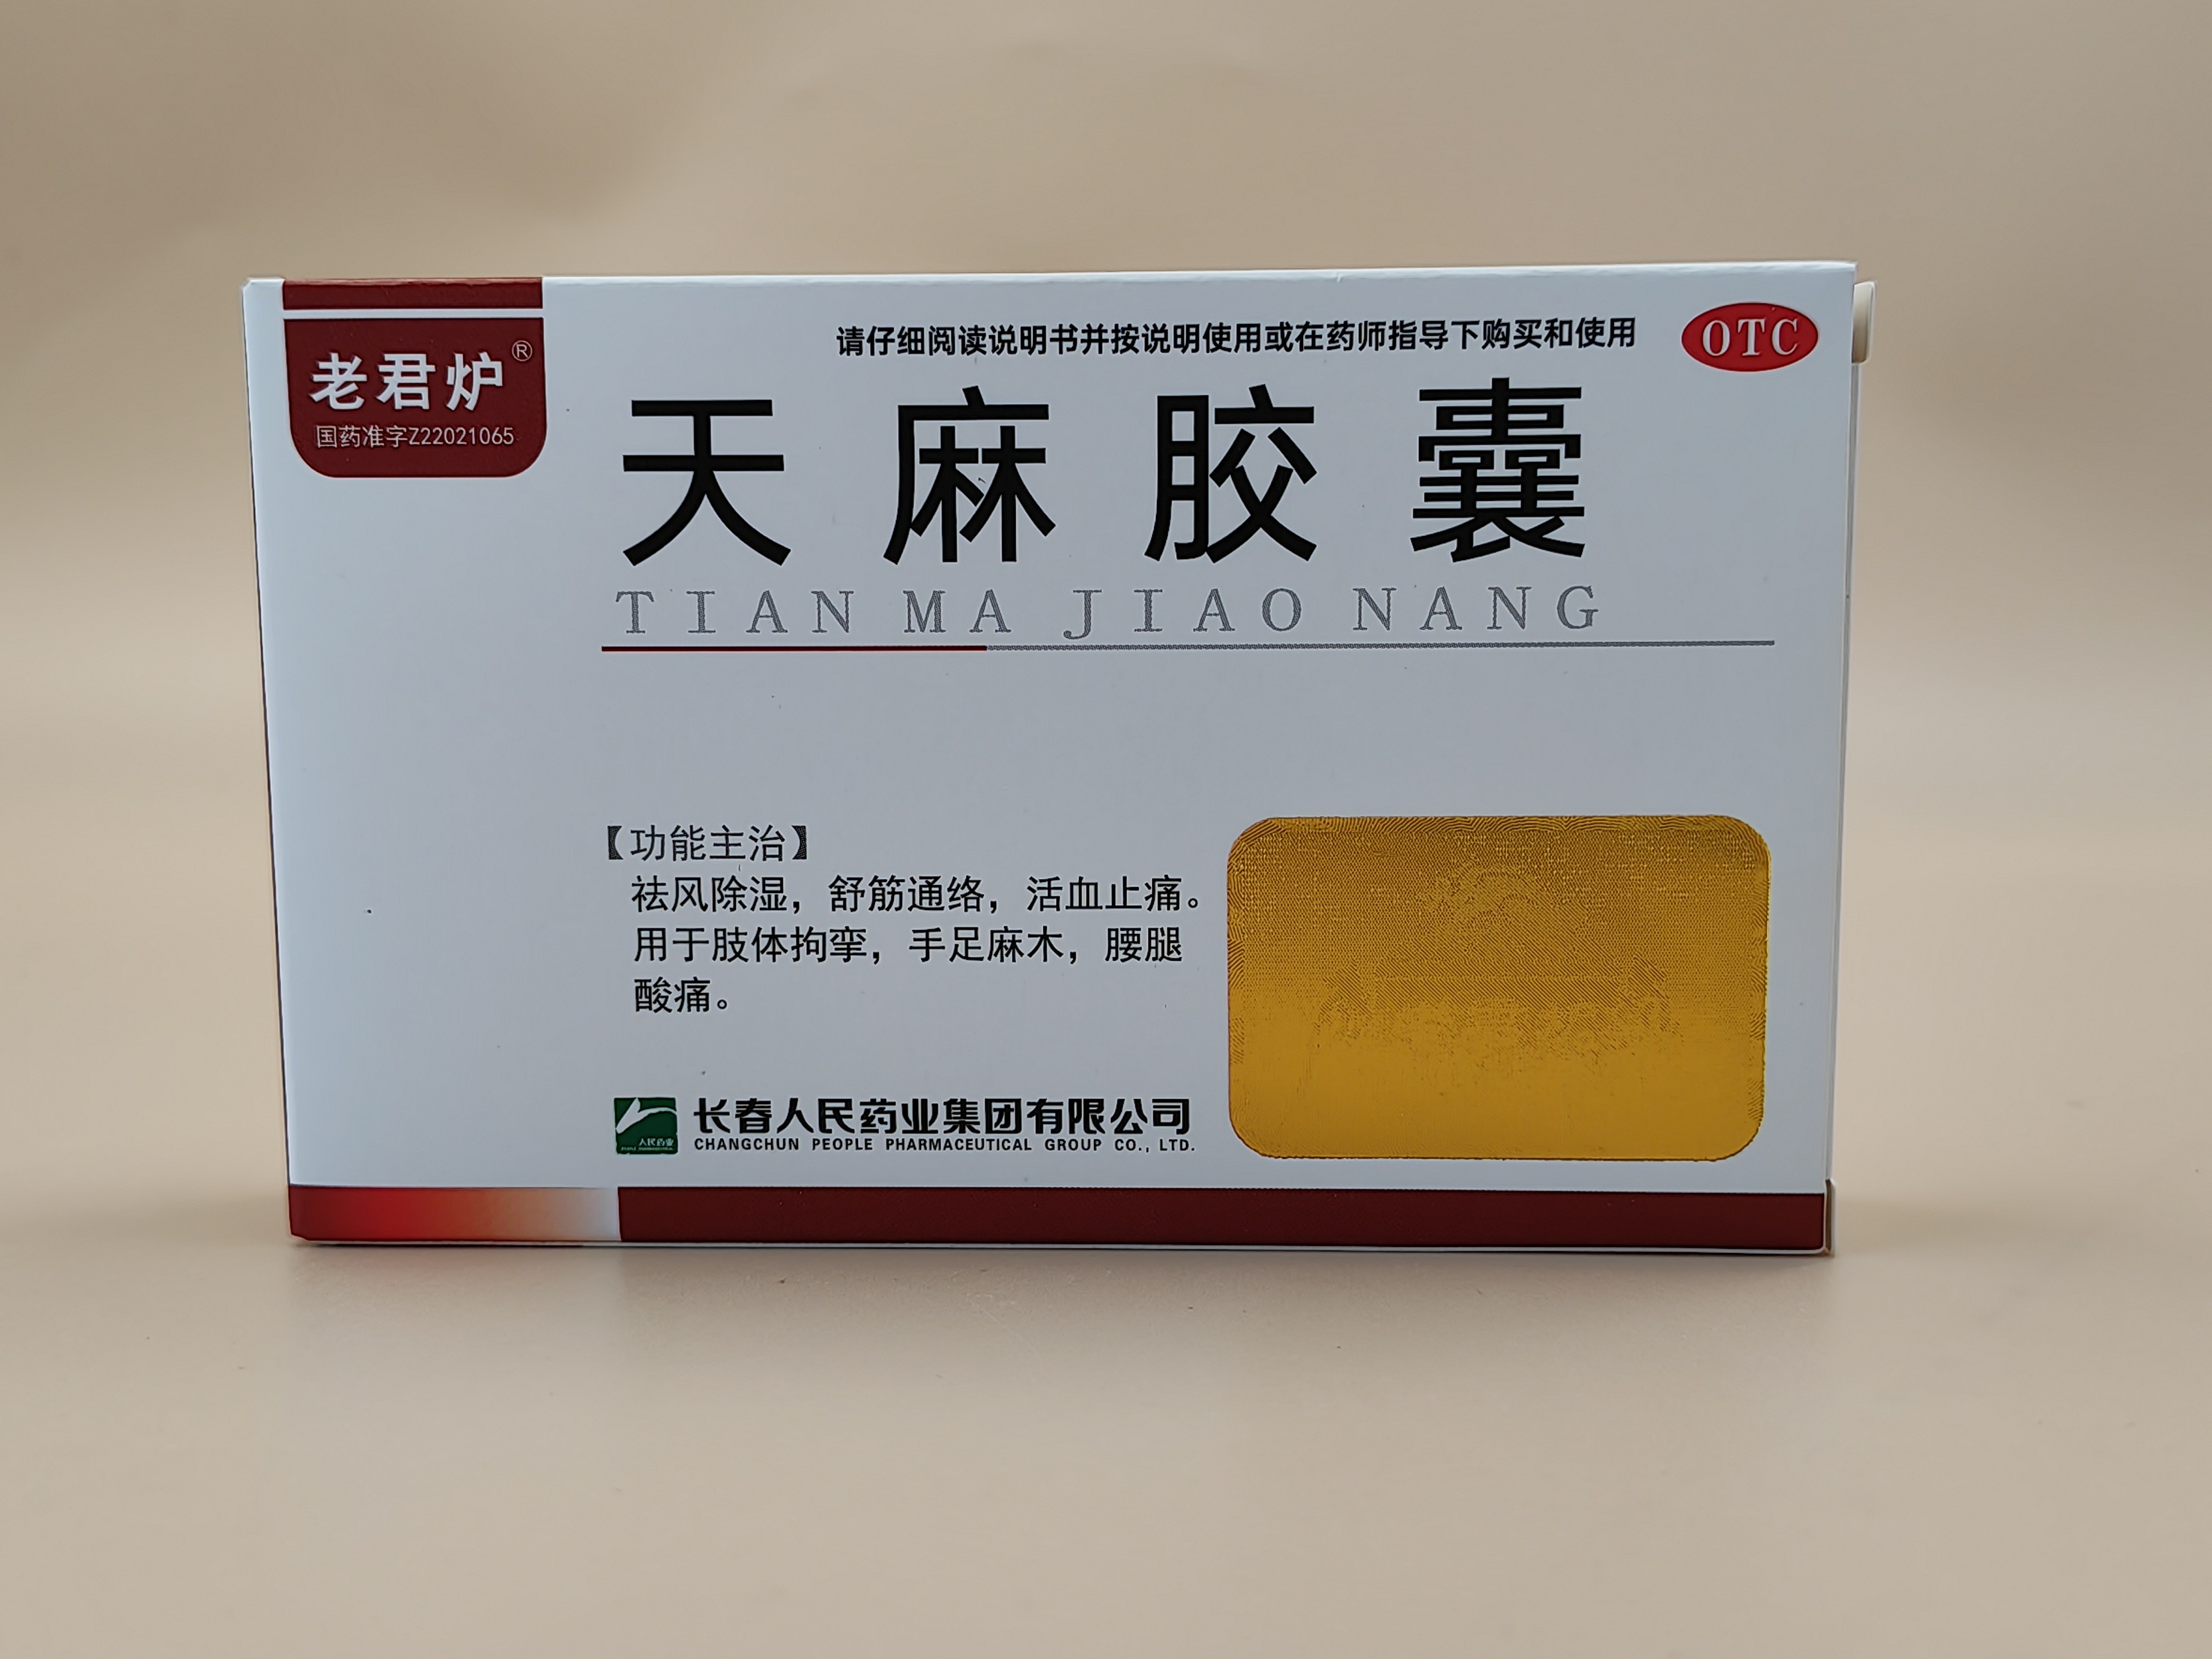 请仔细阅读说明书并按说明使用或在药师指导下购买和使用
OTC
老君炉®
国药准字Z22021065
天麻胶囊
TIAN MA JIAO NANG
【功能主治】
祛风除湿，舒筋通络，活血止痛。
用于肢体拘挛，手足麻木，腰腿
酸痛。
人民药业
长春人民药业集团有限公司
CHANGCHUN PEOPLE PHARMACEUTICAL GROUP CO., LTD.